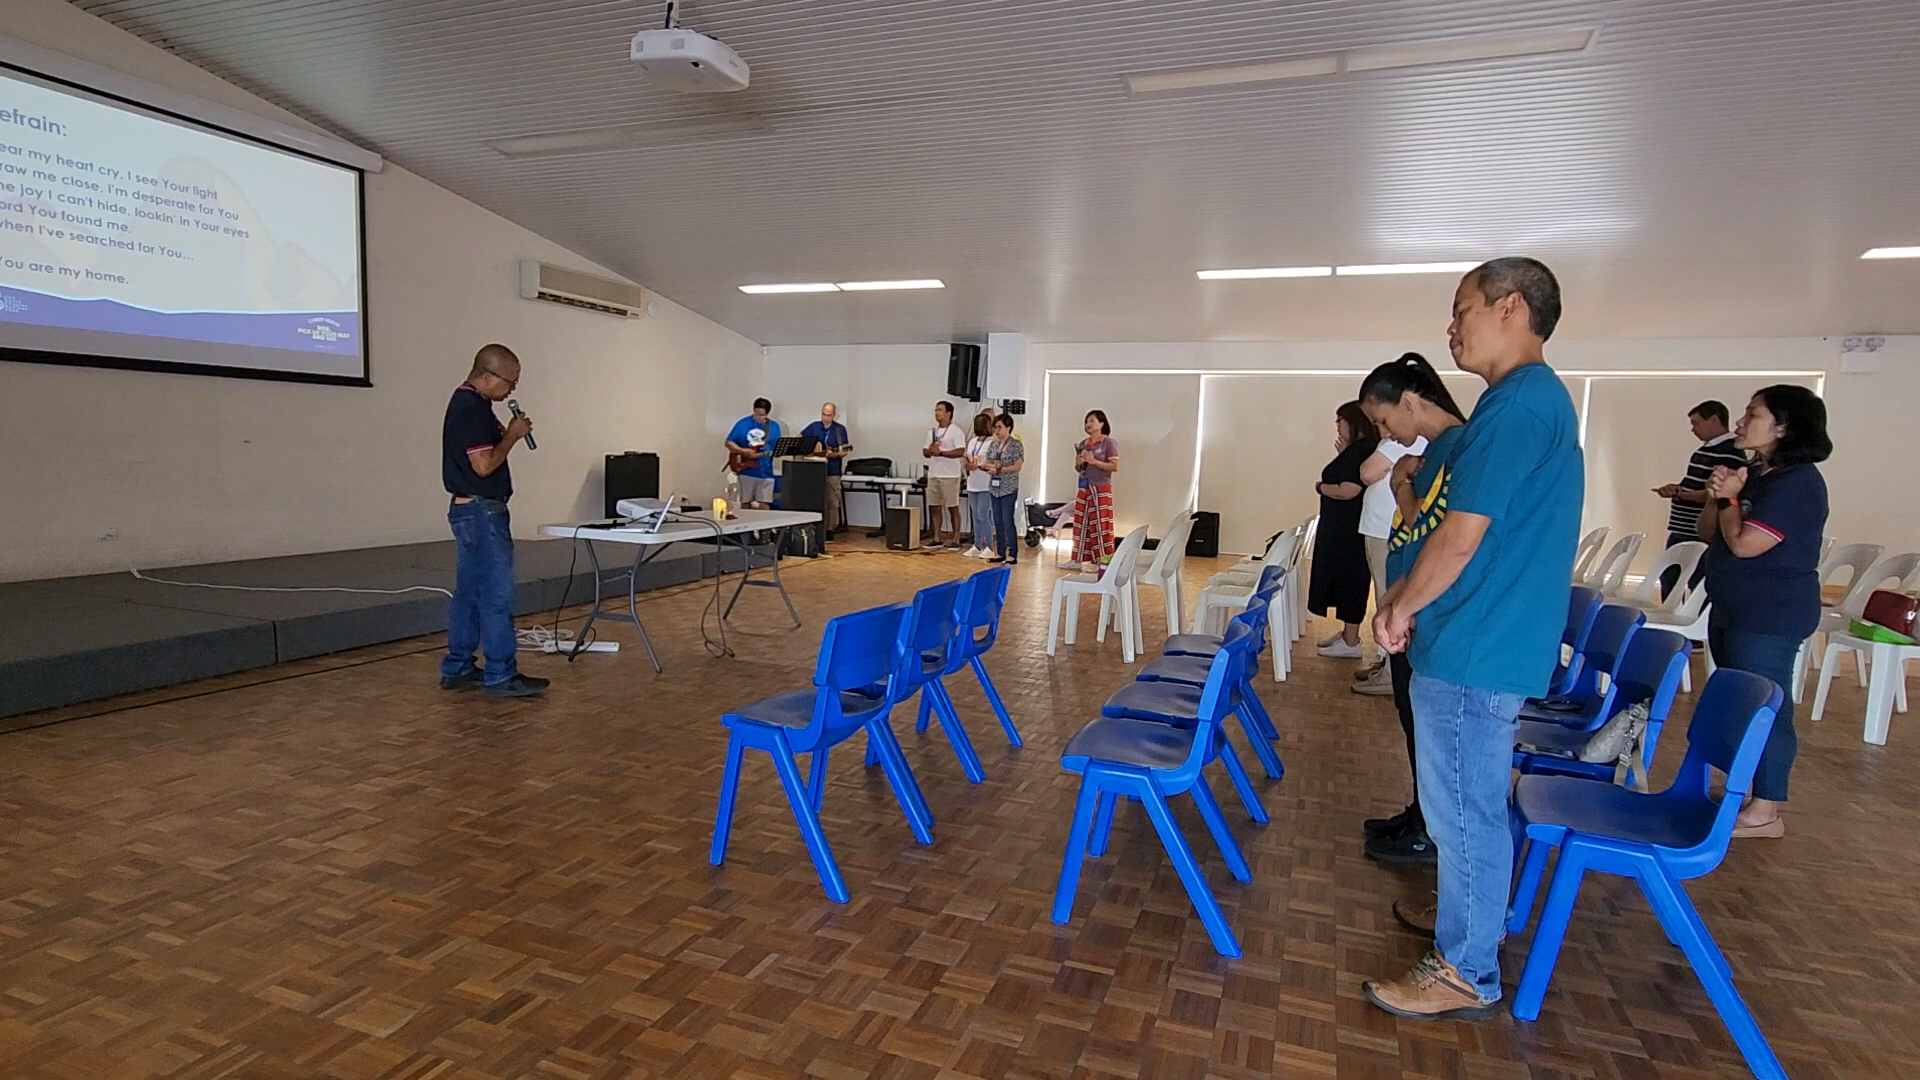 efrain:
ear my heart cry, I see Your light
raw me close, I'm desperate for You
he joy I can't hide, lookin' in Your eyes
ord You found me.
when I've searched for You...
You are my home.